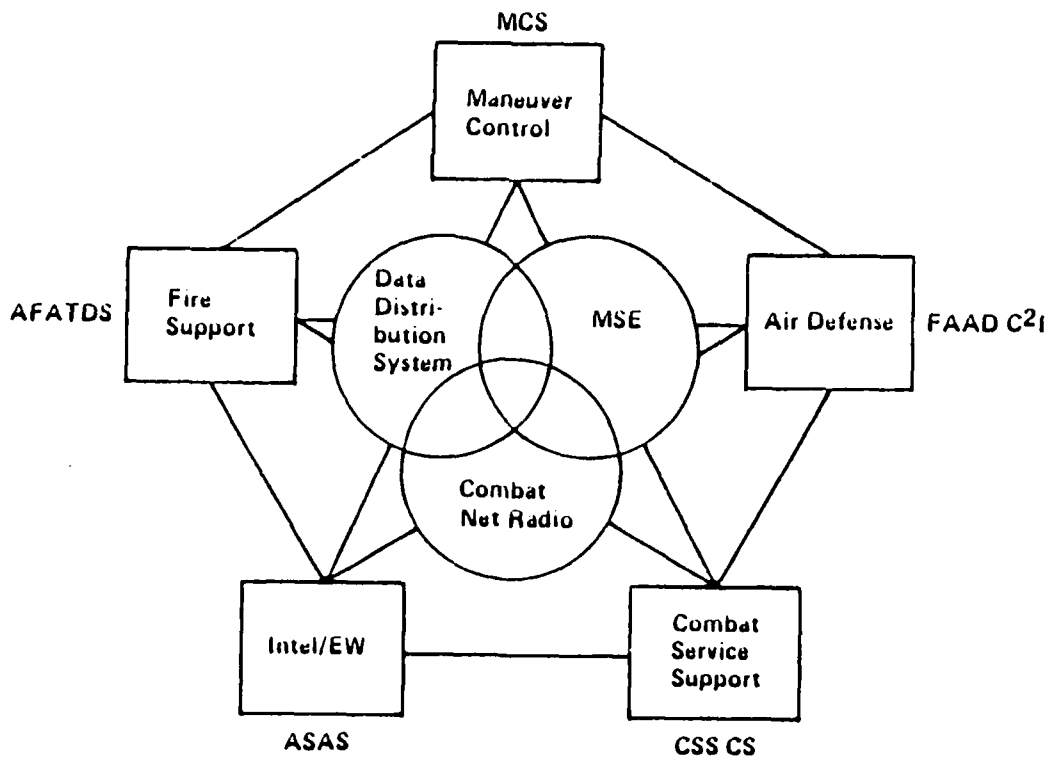 MCS
Maneuver
Control
AFATDS
Fire
Support
Data
Distri-
bution
System
MSE
Air Defense
FAAD C²I
Combat
Net Radio
Intel/EW
Combat
Service
Support
ASAS
CSS CS